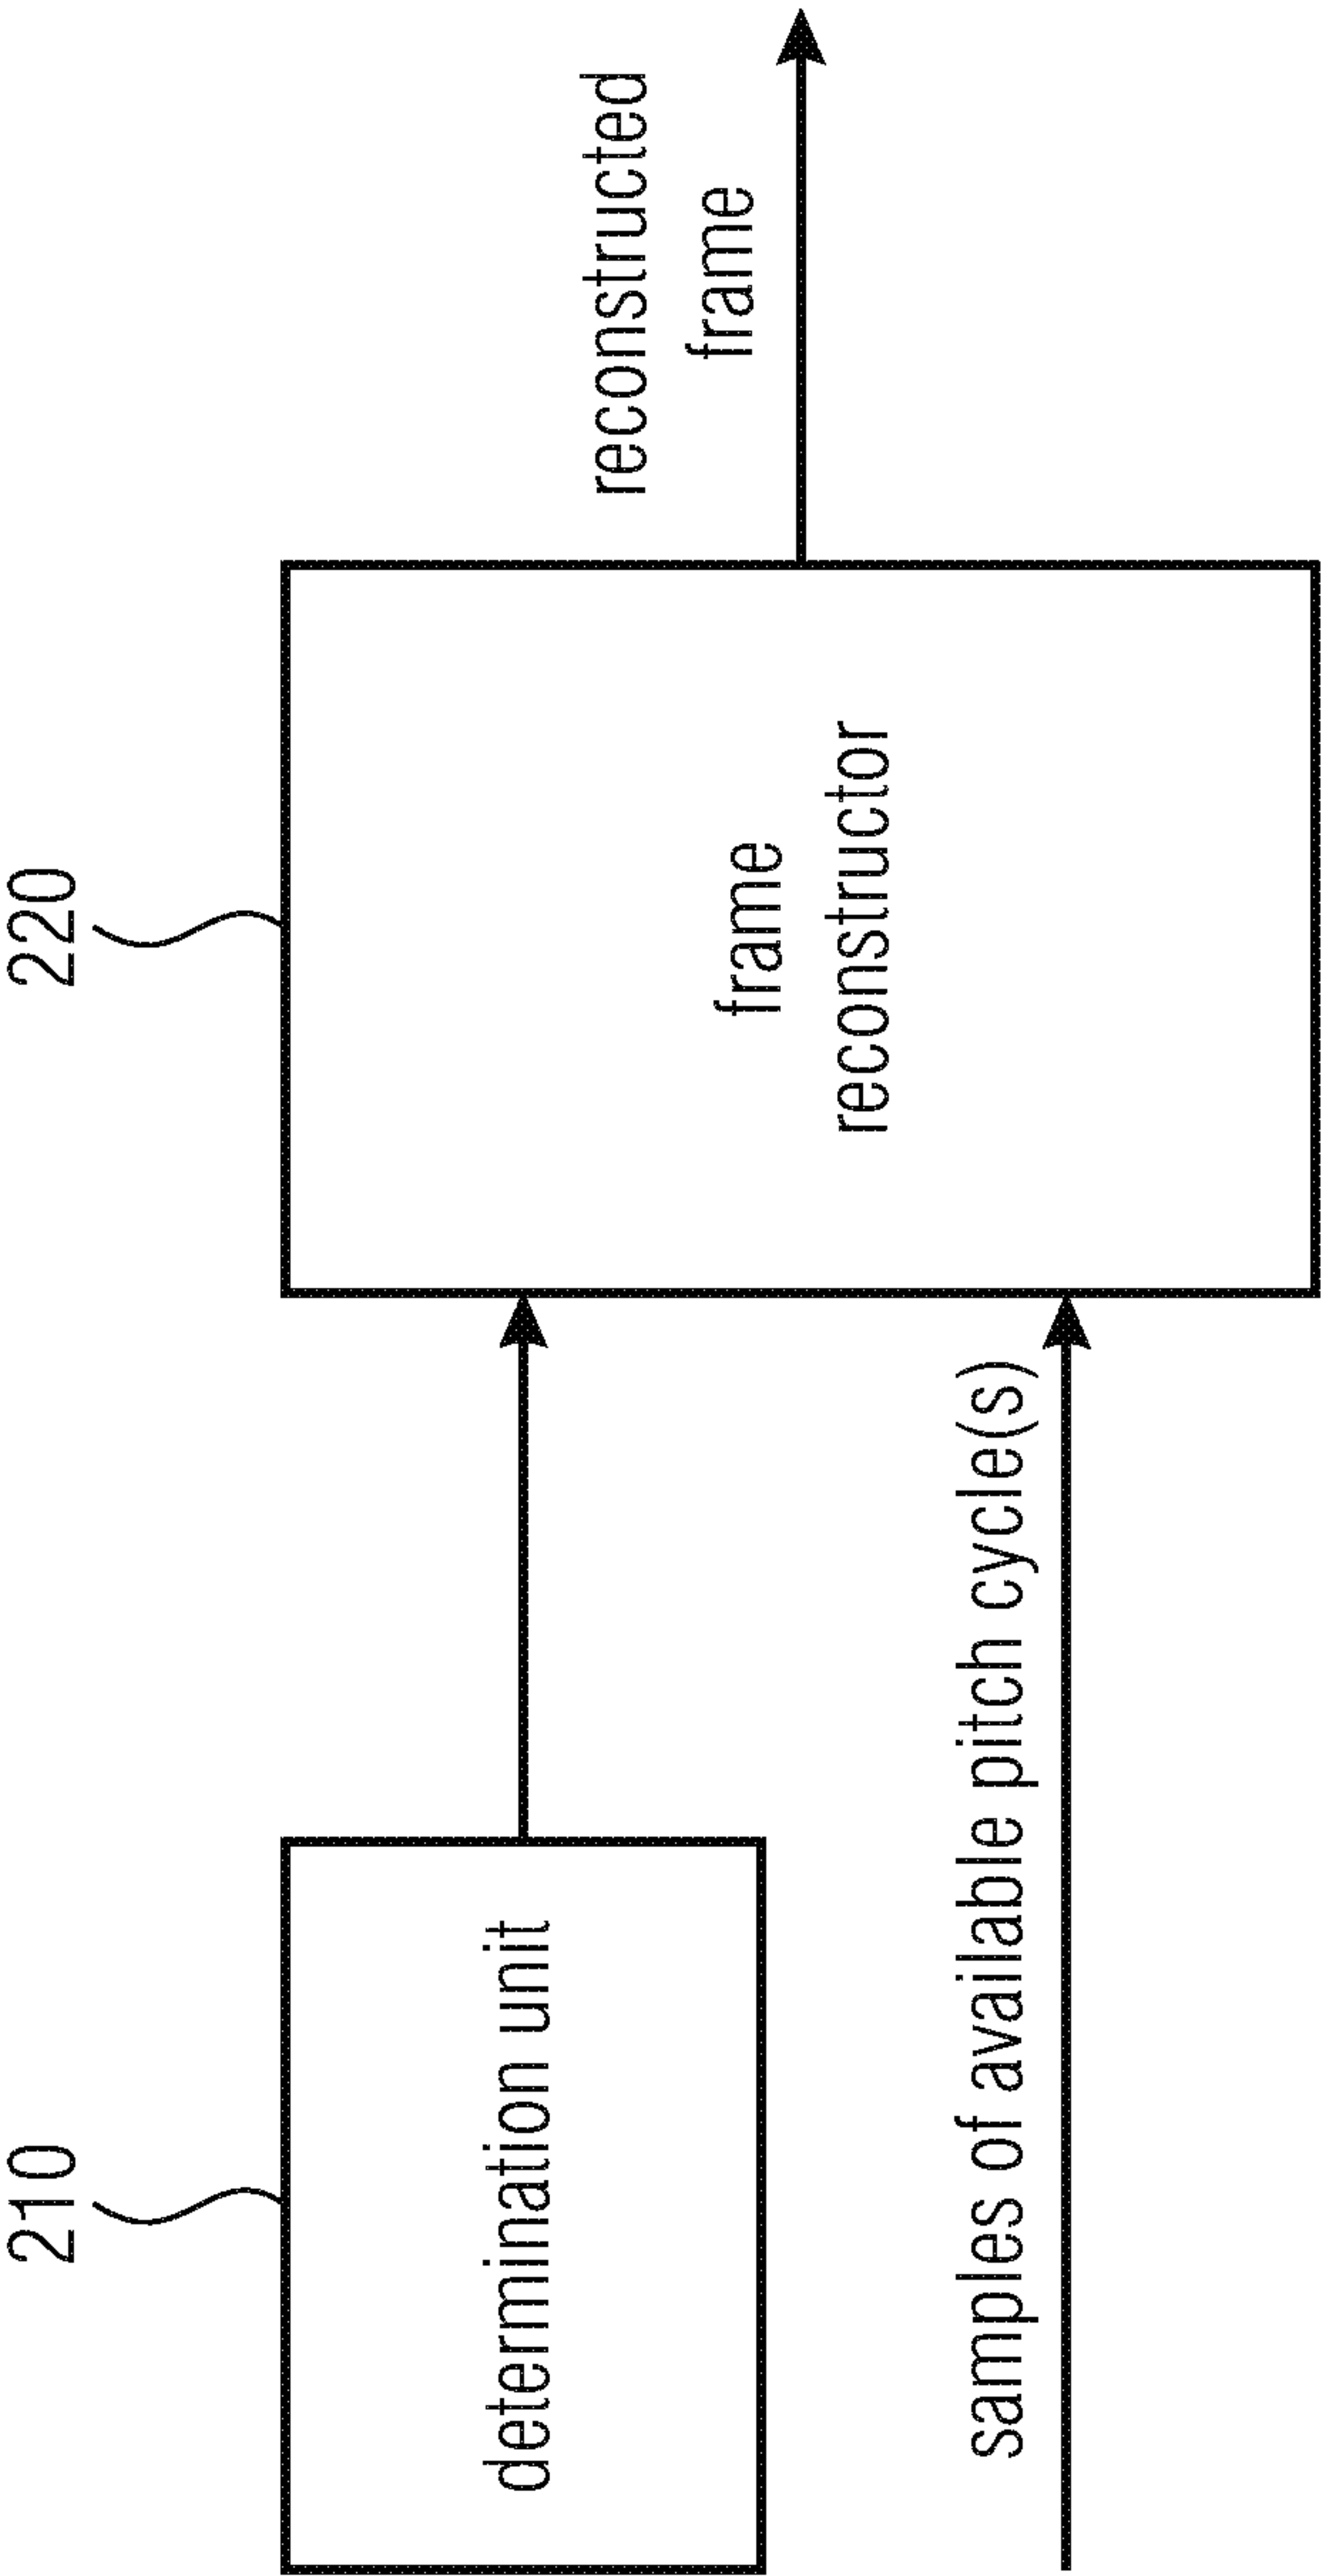 210
220
determination unit
frame
reconstructor
reconstructed
frame
samples of available pitch cycle(s)